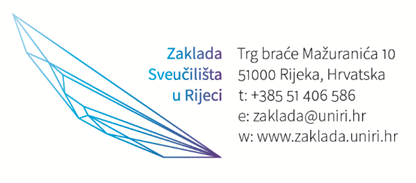 Zaklada
Sveučilišta
u Rijeci
Trg braće Mažuranića 10
51000 Rijeka, Hrvatska
t: +385 51 406 586
e: zaklada@uniri.hr
w: www.zaklada.uniri.hr